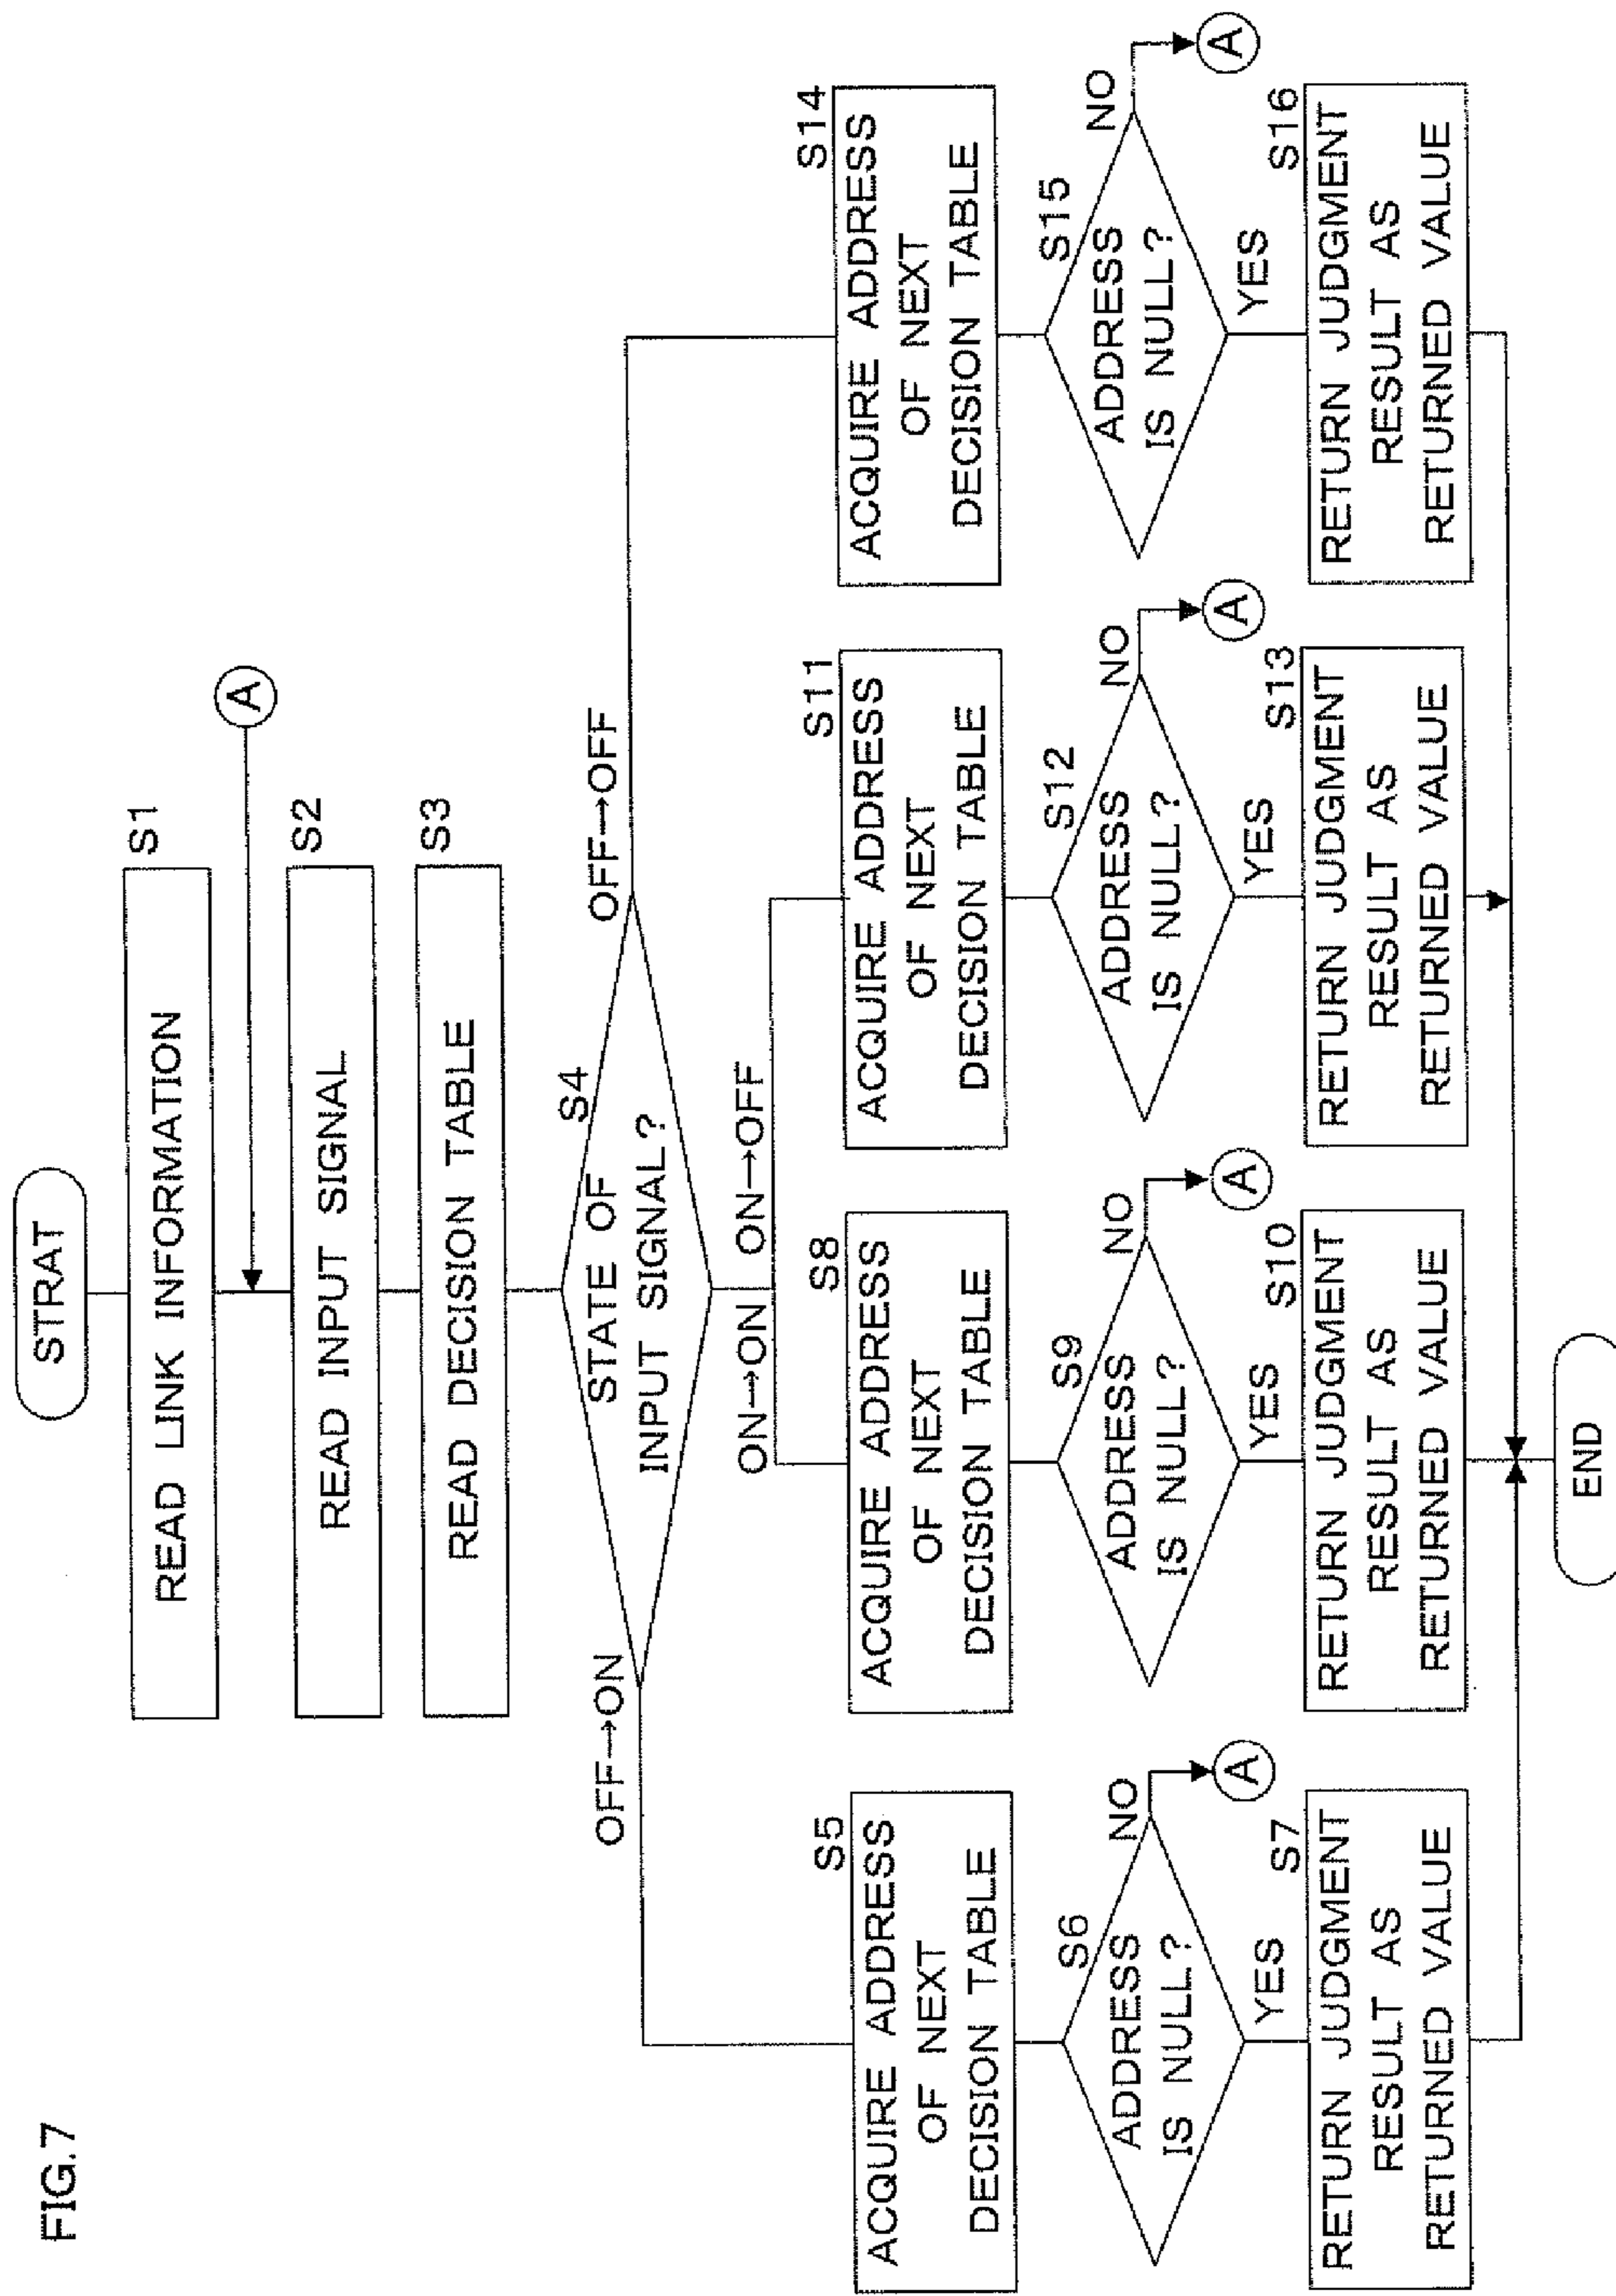 FIG.7
STRAT
S1
READ LINK INFORMATION
A
S2
READ INPUT SIGNAL
S3
READ DECISION TABLE
S4
STATE OF
INPUT SIGNAL?
OFF→ON
ON→ON
ON→OFF
OFF→OFF
S5
ACQUIRE ADDRESS
OF NEXT
DECISION TABLE
S6
ADDRESS
IS NULL?
NO
A
YES
S7
RETURN JUDGMENT
RESULT AS
RETURNED VALUE
S8
ACQUIRE ADDRESS
OF NEXT
DECISION TABLE
S9
ADDRESS
IS NULL?
NO
A
YES
S10
RETURN JUDGMENT
RESULT AS
RETURNED VALUE
S11
ACQUIRE ADDRESS
OF NEXT
DECISION TABLE
S12
ADDRESS
IS NULL?
NO
A
YES
S13
RETURN JUDGMENT
RESULT AS
RETURNED VALUE
S14
ACQUIRE ADDRESS
OF NEXT
DECISION TABLE
S15
ADDRESS
IS NULL?
NO
A
YES
S16
RETURN JUDGMENT
RESULT AS
RETURNED VALUE
END